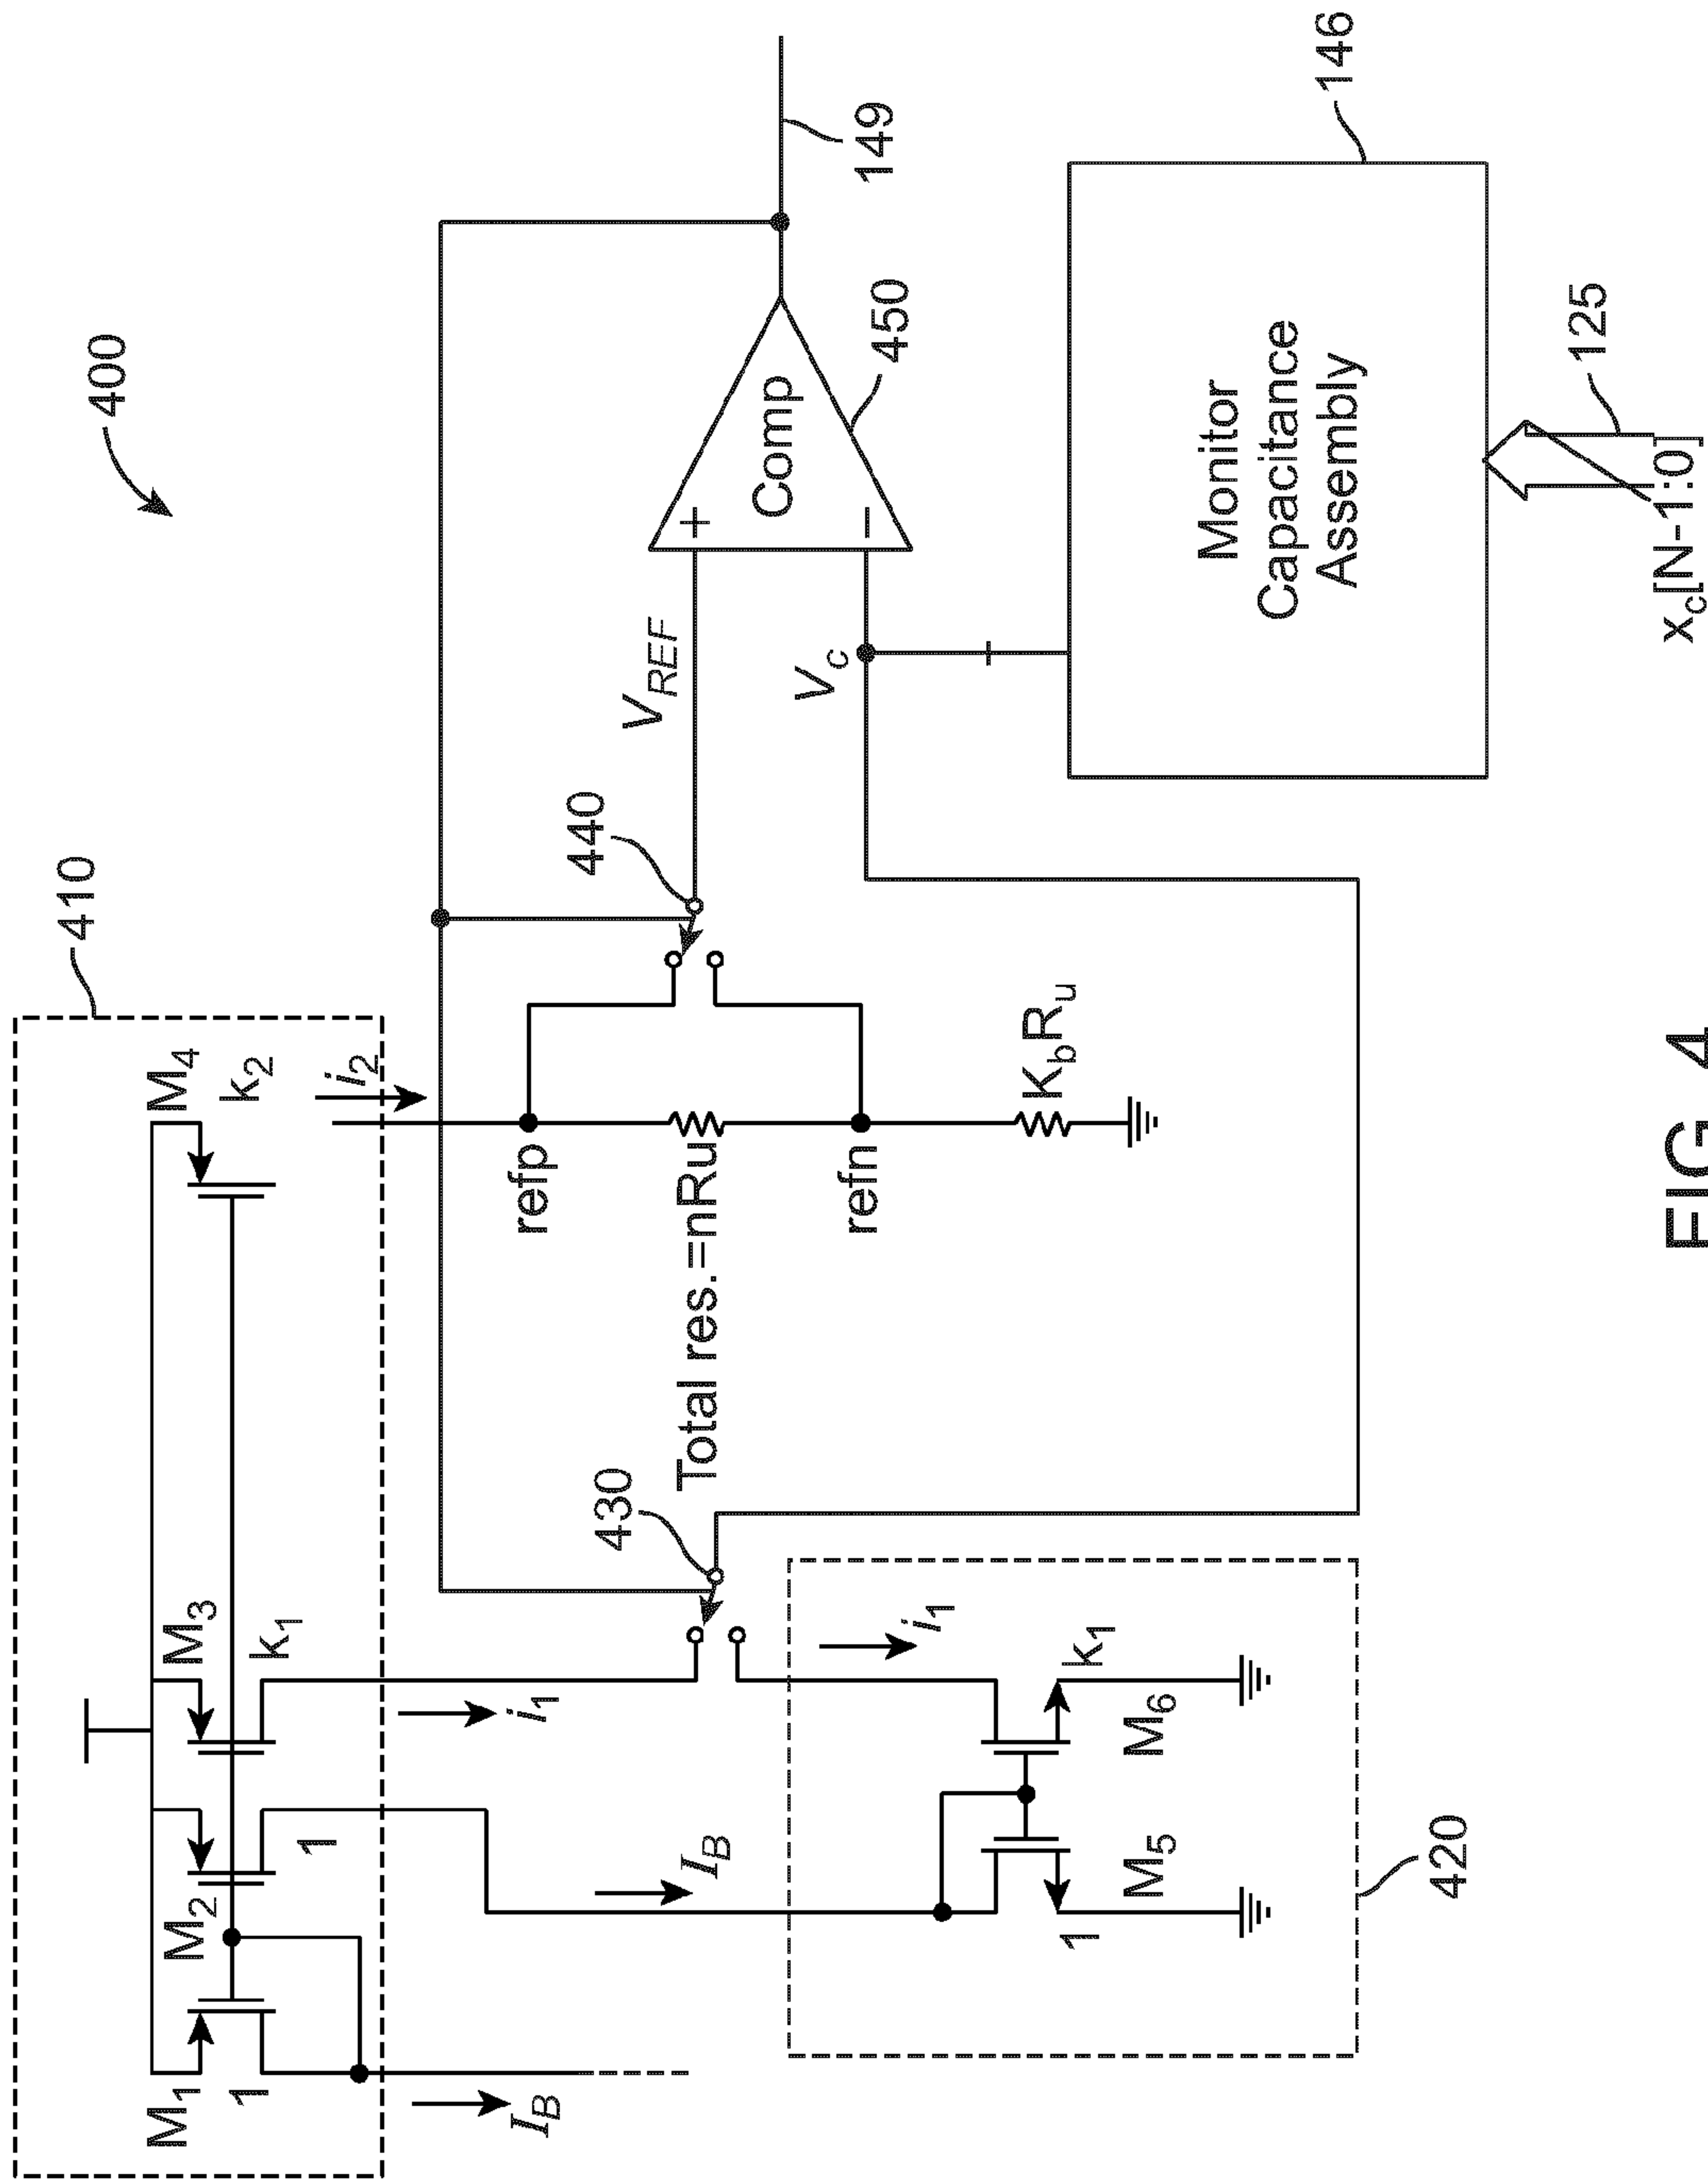 400
410
M1
1
M2
1
M3
k1
M4
k2
IB
i1
i2
IB
430
440
refp
Total res.=nRu
refn
KbRu
VREF
Vc
+
−
Comp
450
149
i1
M5
1
M6
k1
420
Monitor
Capacitance
Assembly
146
125
xc[N-1:0]
FIG. 4